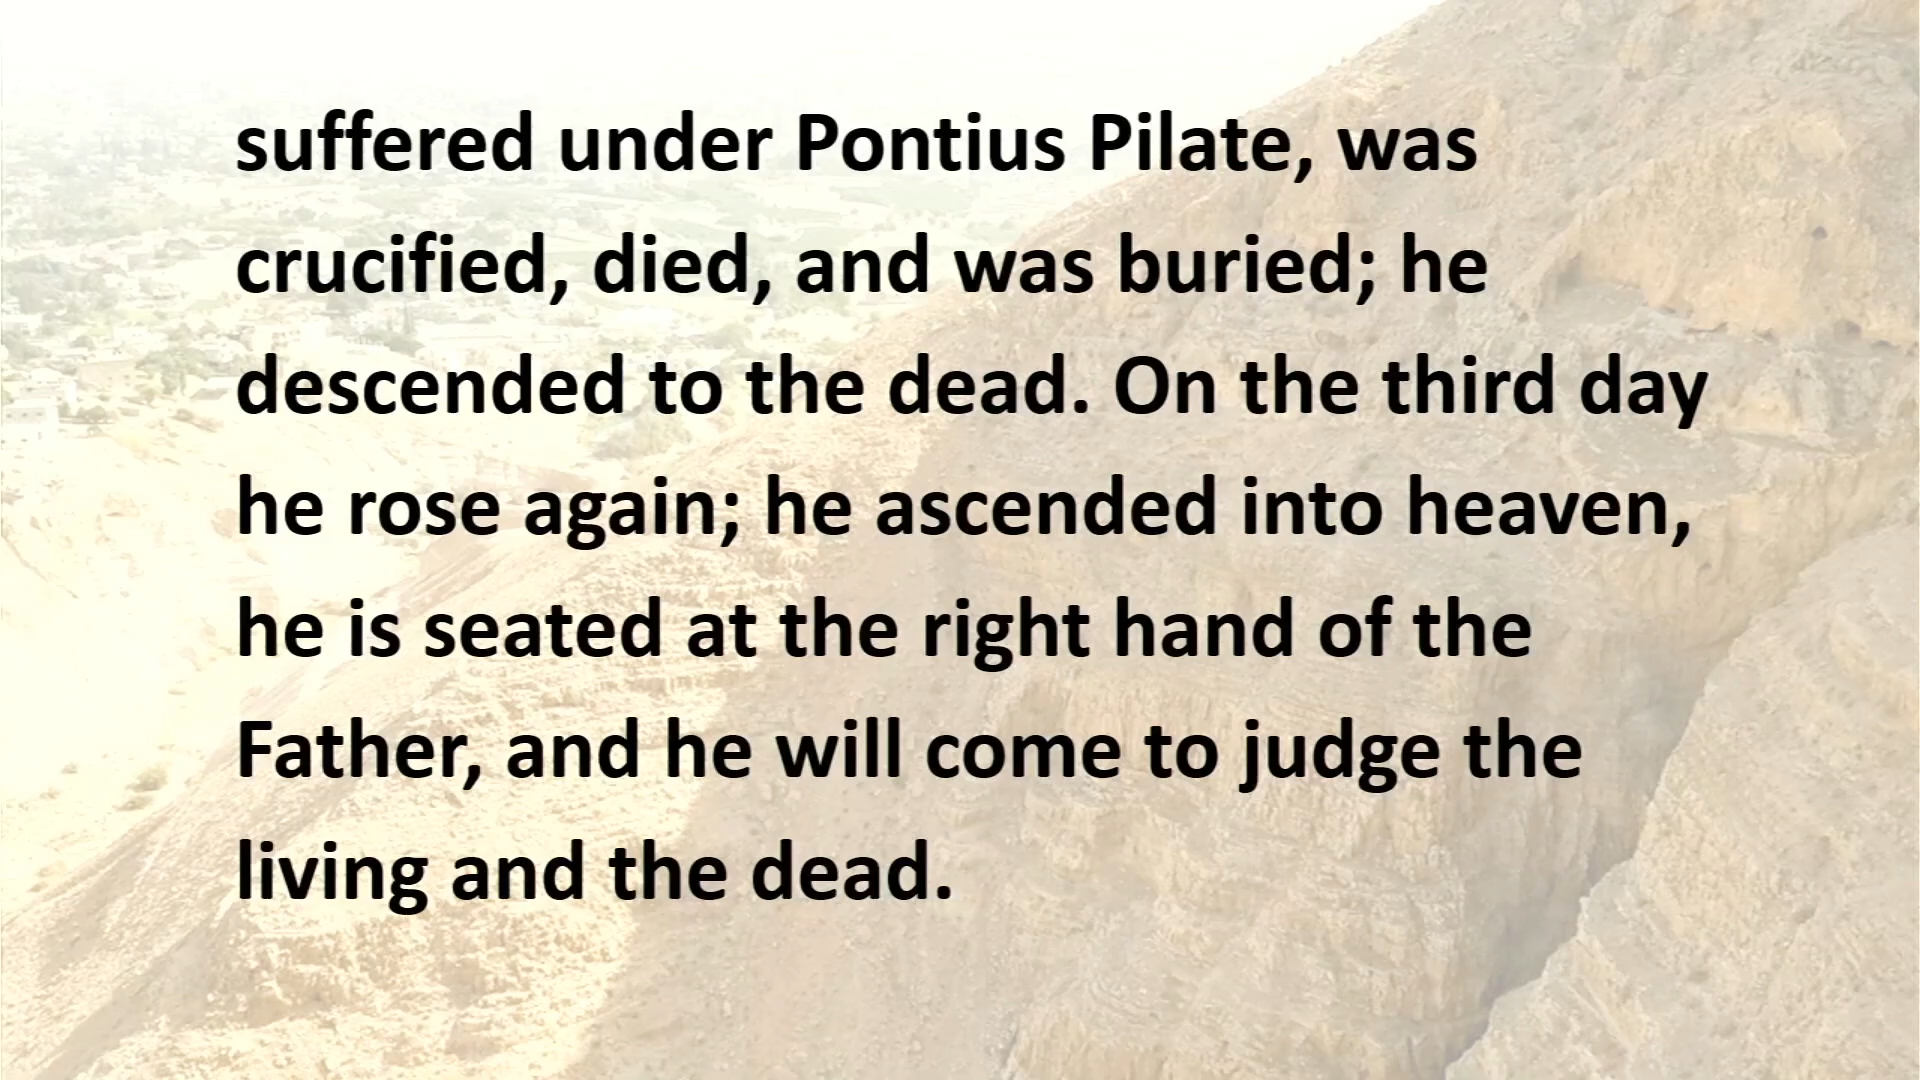 suffered under Pontius Pilate, was
crucified, died, and was buried; he
descended to the dead. On the third day
he rose again; he ascended into heaven,
he is seated at the right hand of the
Father, and he will come to judge the
living and the dead.